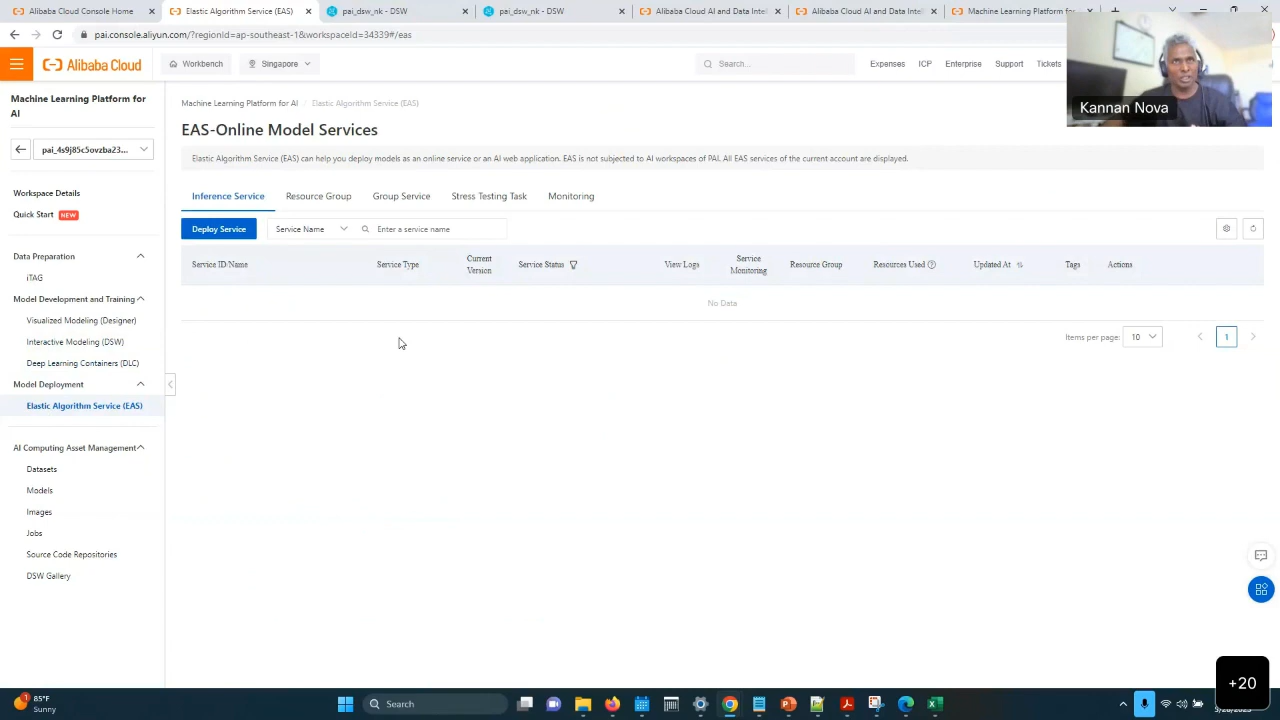 Alibaba Cloud Console Home
Elastic Algorithm Service (EAS)
pai_dsw_nk - DSW
pai_dsw_nk - DSW
Alibaba Cloud AI and Data Intel
Alibaba Cloud AI and Data Intel
Machine Learning Platform for
pai.console.aliyun.com/?regionId=ap-southeast-1&workspaceId=34339#/eas
Alibaba Cloud
Workbench
Singapore
Search...
Expenses
ICP
Enterprise
Support
Tickets
Kannan Nova
Machine Learning Platform for
AI
pai_4s9j85c5ovzba23...
Workspace Details
Quick Start NEW
Data Preparation
iTAG
Model Development and Training
Visualized Modeling (Designer)
Interactive Modeling (DSW)
Deep Learning Containers (DLC)
Model Deployment
Elastic Algorithm Service (EAS)
AI Computing Asset Management
Datasets
Models
Images
Jobs
Source Code Repositories
DSW Gallery
Machine Learning Platform for AI
Elastic Algorithm Service (EAS)
EAS-Online Model Services
Elastic Algorithm Service (EAS) can help you deploy models as an online service or an AI web application. EAS is not subjected to AI workspaces of PAI. All EAS services of the current account are displayed.
Inference Service
Resource Group
Group Service
Stress Testing Task
Monitoring
Deploy Service
Service Name
Enter a service name
Service ID/Name
Service Type
Current
Version
Service Status
View Logs
Service
Monitoring
Resource Group
Resources Used
Updated At
Tags
Actions
No Data
Items per page:
10
1
+20
1
85°F
Sunny
Search